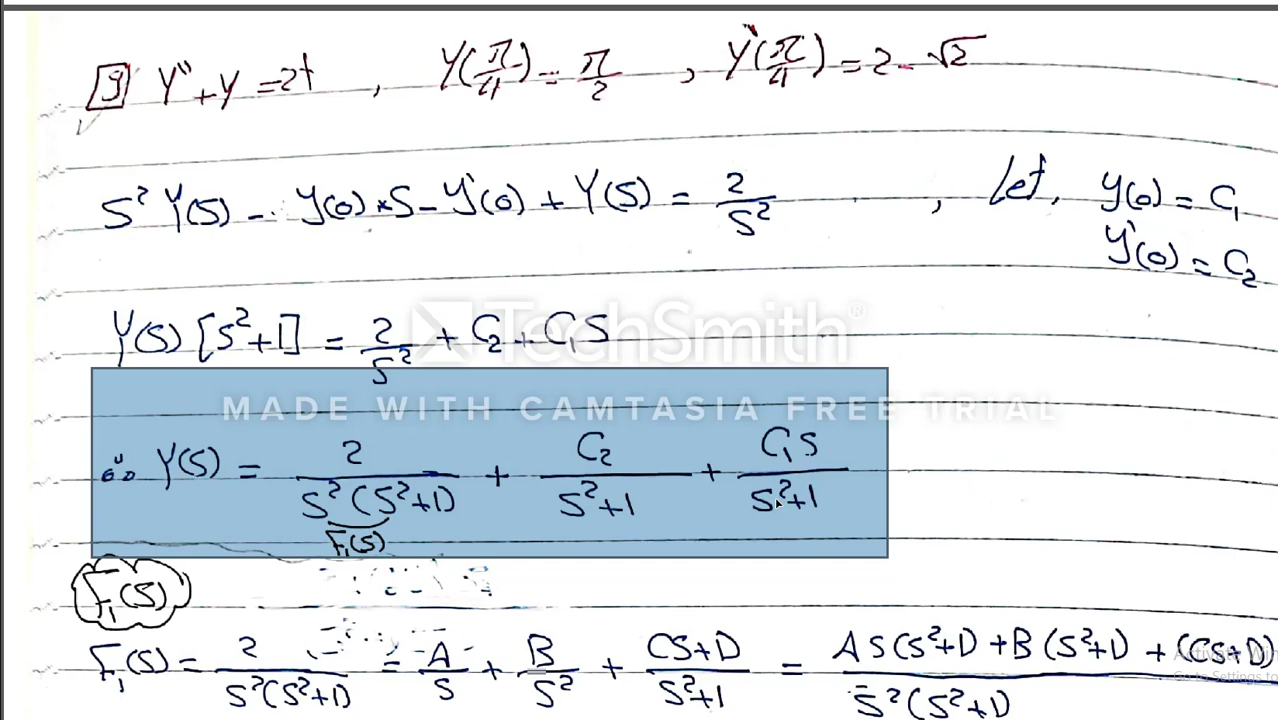 9 Y'' + Y = 2t , Y(π/4) = π/2 , Y'(π/4) = 2 - √2
S² Y(S) - y(0)*S - y'(0) + Y(S) = 2/S² , Let, y(0) = C₁
y'(0) = C₂
Y(S) [S²+1] = 2/S² + C₂ + C₁S
TechSmith®
MADE WITH CAMTASIA FREE TRIAL
∴ Y(S) = 2/(S²(S²+1)) + C₂/(S²+1) + C₁S/(S²+1)
F₁(S)
F₁(S)
F₁(S) = 2/(S²(S²+1)) = A/S + B/S² + (CS+D)/(S²+1) = (AS(S²+1) + B(S²+1) + (CS+D)/(S²(S²+1))